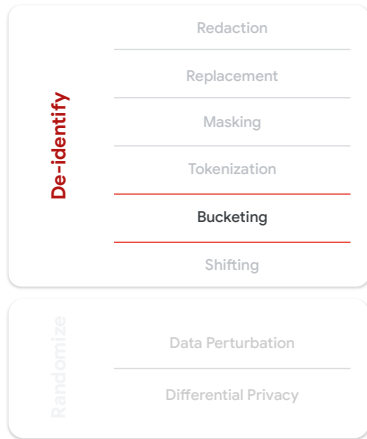 De-identify
Redaction
Replacement
Masking
Tokenization
Bucketing
Shifting
Randomize
Data Perturbation
Differential Privacy